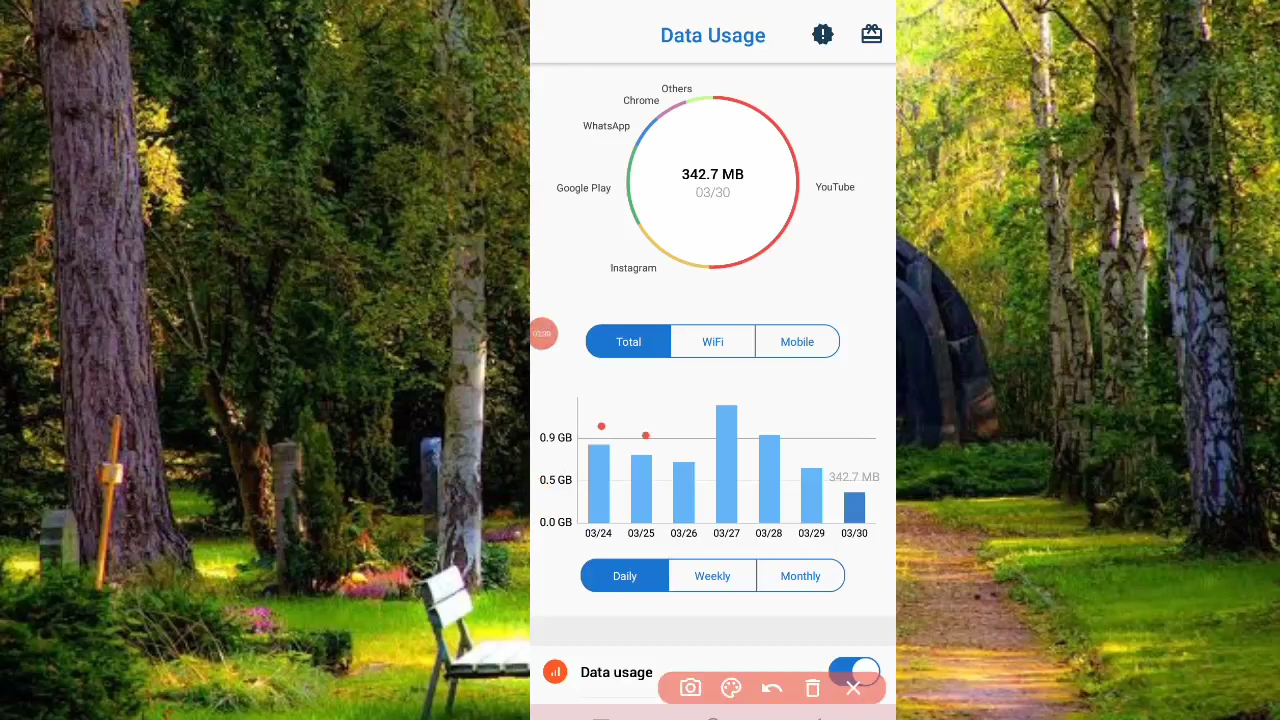 Data Usage
Others
Chrome
WhatsApp
Google Play
Instagram
YouTube
342.7 MB
03/30
Total WiFi Mobile
0.9 GB
0.5 GB
0.0 GB
342.7 MB
03/24 03/25 03/26 03/27 03/28 03/29 03/30
Daily Weekly Monthly
Data usage